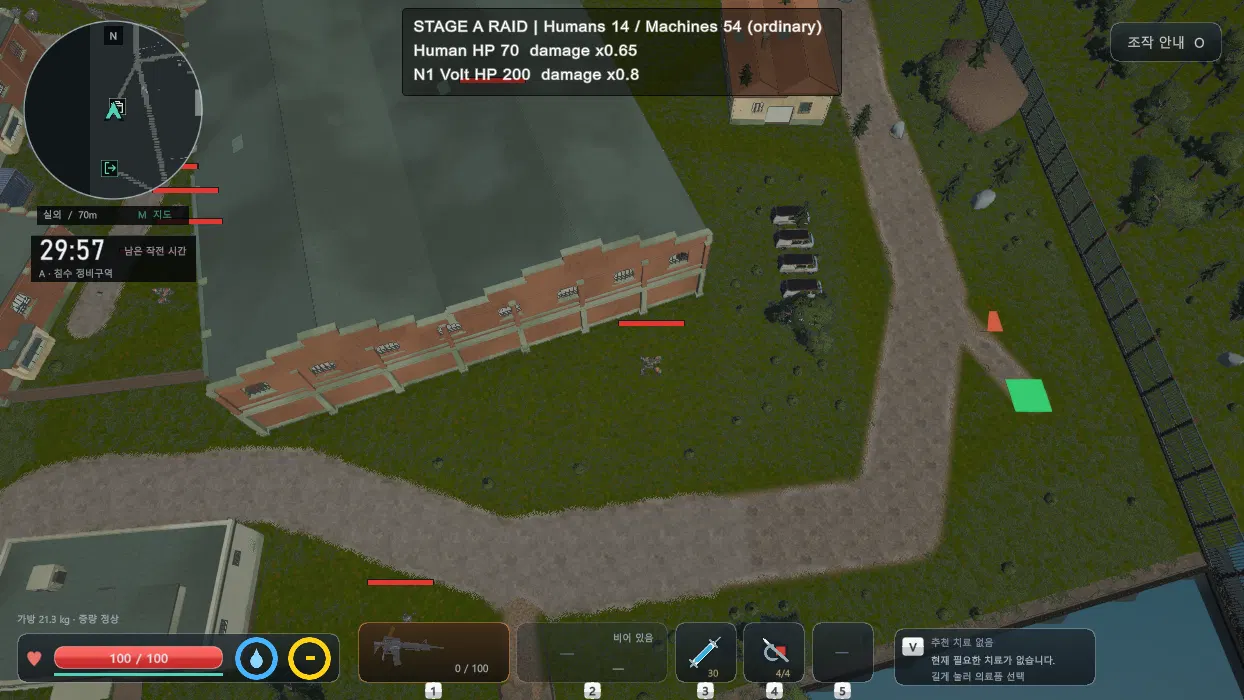 STAGE A RAID | Humans 14 / Machines 54 (ordinary)
Human HP 70 damage x0.65
N1 Volt HP 200 damage x0.8
조작 안내 O
N
실외 / 70m M 지도
29:57 남은 작전 시간
A · 침수 정비구역
가방 21.3 kg · 중량 정상
100 / 100
0 / 100
1
비어 있음
2
30
3
4/4
4
5
V
추천 치료 없음
현재 필요한 치료가 없습니다.
길게 눌러 의료품 선택